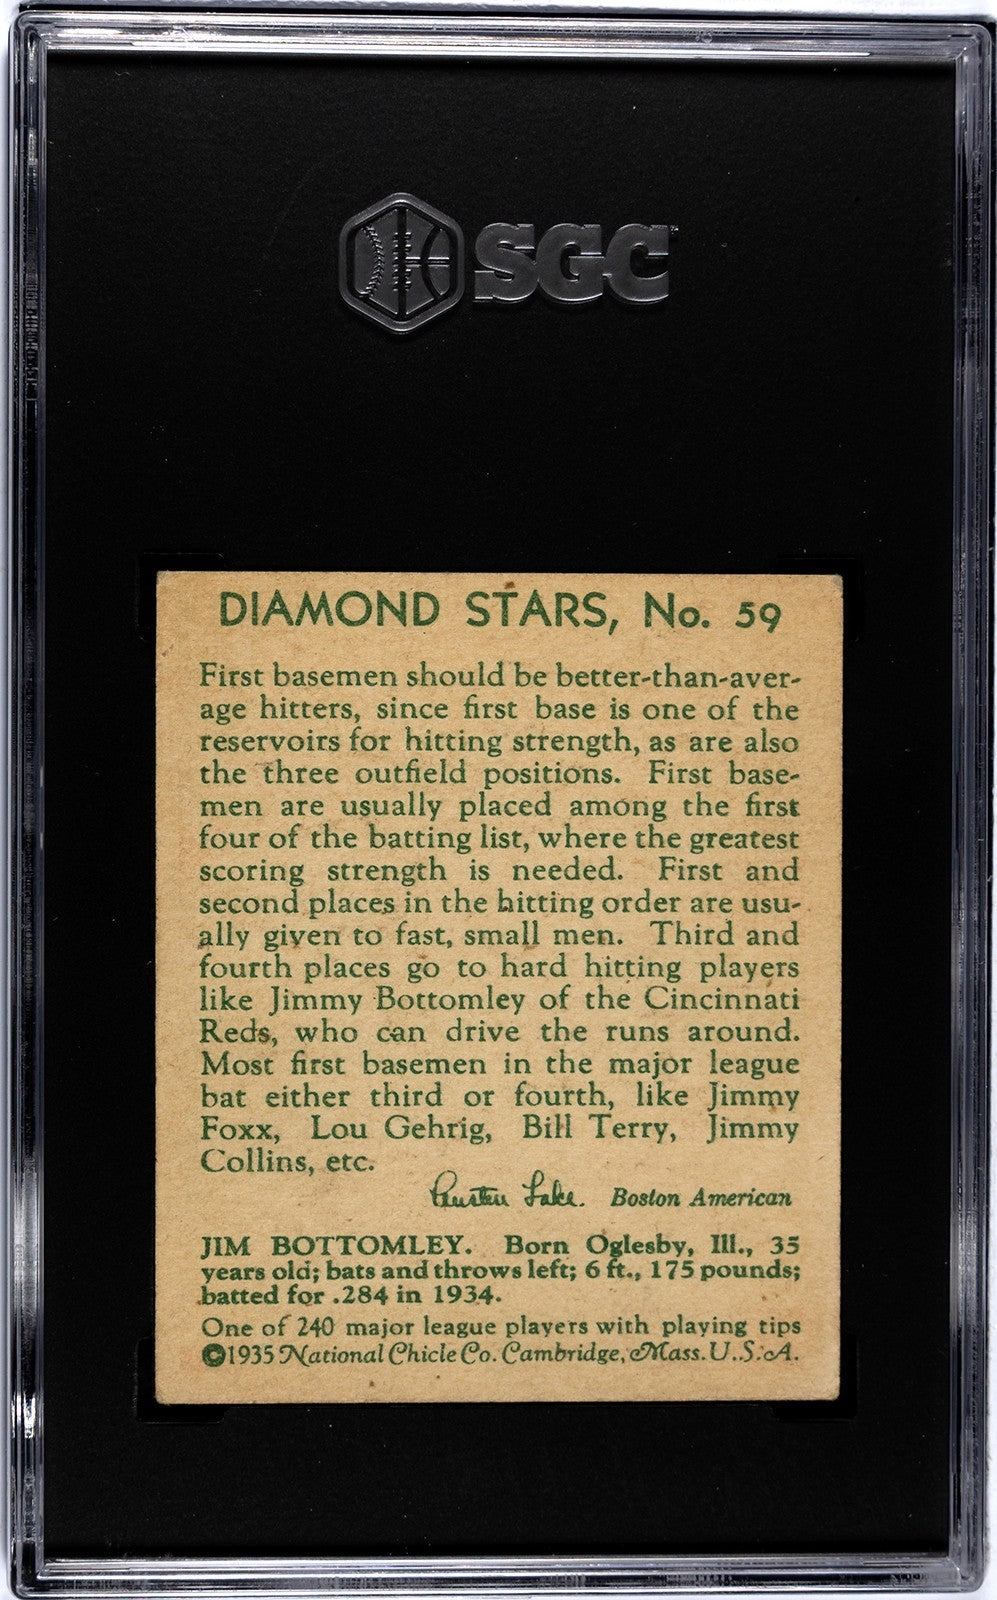 SGC
DIAMOND STARS, No. 59
First basemen should be better-than-aver-
age hitters, since first base is one of the
reservoirs for hitting strength, as are also
the three outfield positions. First base-
men are usually placed among the first
four of the batting list, where the greatest
scoring strength is needed. First and
second places in the hitting order are usu-
ally given to fast, small men. Third and
fourth places go to hard hitting players
like Jimmy Bottomley of the Cincinnati
Reds, who can drive the runs around.
Most first basemen in the major league
bat either third or fourth, like Jimmy
Foxx, Lou Gehrig, Bill Terry, Jimmy
Collins, etc.
Austen Lake. Boston American
JIM BOTTOMLEY. Born Oglesby, Ill., 35
years old; bats and throws left; 6 ft., 175 pounds;
batted for .284 in 1934.
One of 240 major league players with playing tips
©1935 National Chicle Co. Cambridge, Mass. U.S.A.